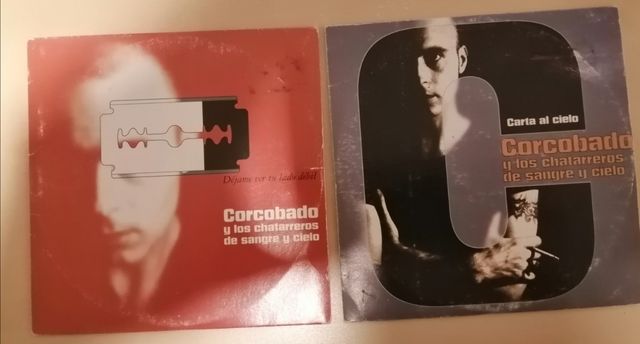 Déjame ver tu lado débil
Corcobado
y los chatarreros
de sangre y cielo
Carta al cielo
Corcobado
y los chatarreros
de sangre y cielo